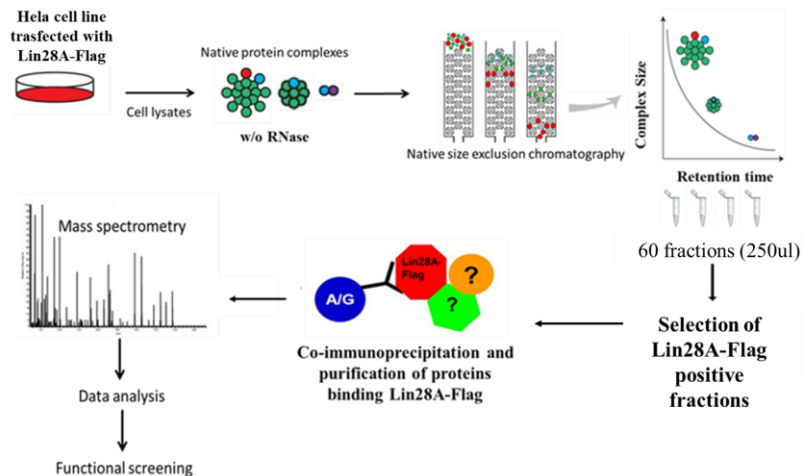 Hela cell line
trasfected with
Lin28A-Flag
Cell lysates
Native protein complexes
w/o RNase
Native size exclusion chromatography
Complex Size
Retention time
60 fractions (250ul)
Selection of
Lin28A-Flag
positive
fractions
A/G
Lin28A-
Flag
?
?
Co-immunoprecipitation and
purification of proteins
binding Lin28A-Flag
Mass spectrometry
Data analysis
Functional screening